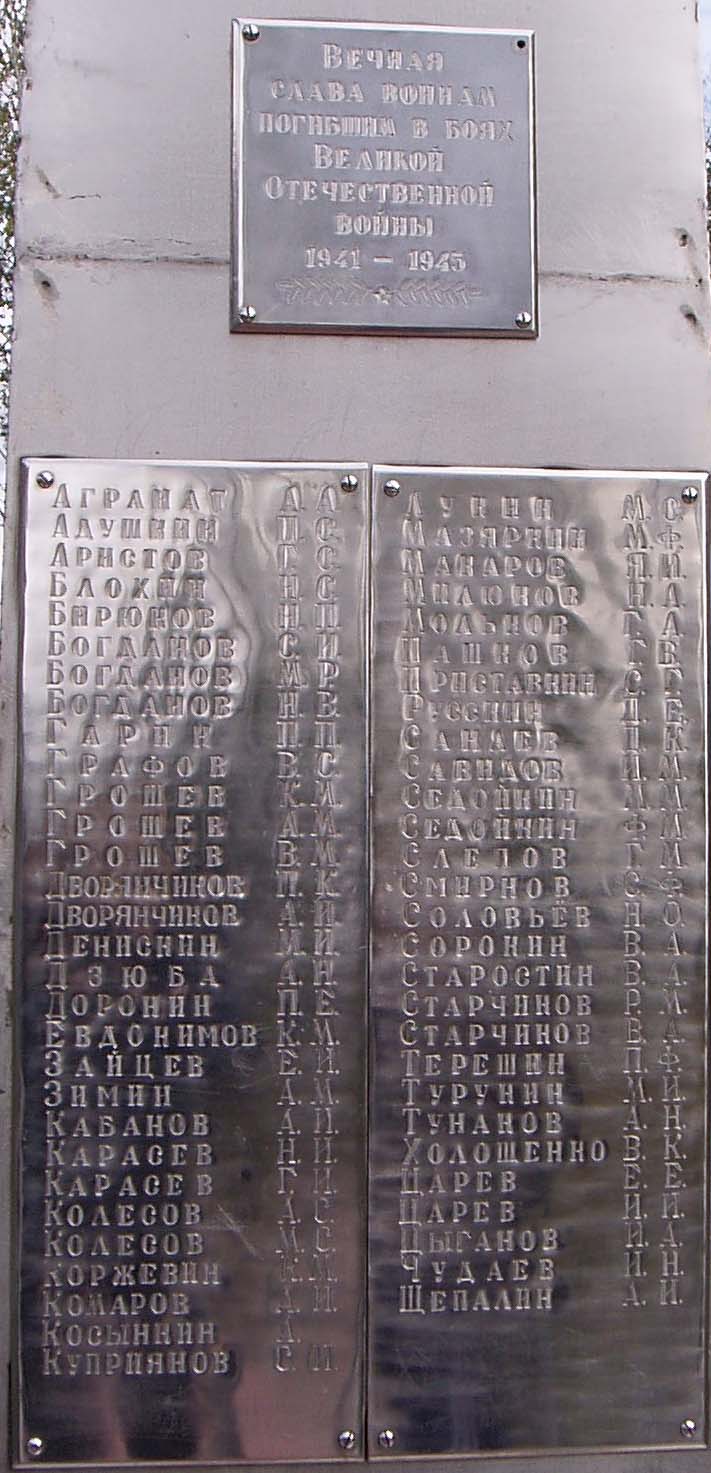 Вечная
слава воинам
погибшим в боях
Великой
Отечественной
войны
1941 – 1945
Агранат А. А.
Адушкин П. С.
Аристов Г. С.
Блохин Н. С.
Бирюков Н. П.
Богданов С. И.
Богданов М. Р.
Богданов Н. В.
Гарин П. П.
Графов В. С.
Грошев К. М.
Грошев А. М.
Грошев В. М.
Дворянчиков П. К.
Дворянчиков А. И.
Денискин М. И.
Дзюба А. Н.
Доронин П. Е.
Евдокимов К. М.
Зайцев Е. И.
Зимин А. М.
Кабанов А. И.
Карасев Н. И.
Карасев Г. И.
Колесов А. С.
Колесов М. С.
Коржевин К. М.
Комаров А. И.
Косынкин А.
Куприянов С. И.
Лукин М. С.
Мазяркин М. Ф.
Макаров Я. И.
Милюков Н. А.
Мольков Г. А.
Пашков Г. В.
Приставкин С. Г.
Русскин Д. Е.
Санаев П. К.
Савидов И. М.
Седойкин М. М.
Седойкин Ф. М.
Слепов Г. М.
Смирнов С. Ф.
Соловьёв Н. О.
Сорокин В. А.
Старостин В. А.
Старчиков Р. М.
Старчиков В. А.
Терешин П. Ф.
Турунин М. И.
Туманов А. Н.
Холощенко В. К.
Царев Е. Е.
Царев И. И.
Цыганов И. А.
Чудаев И. Н.
Щепалин А. И.